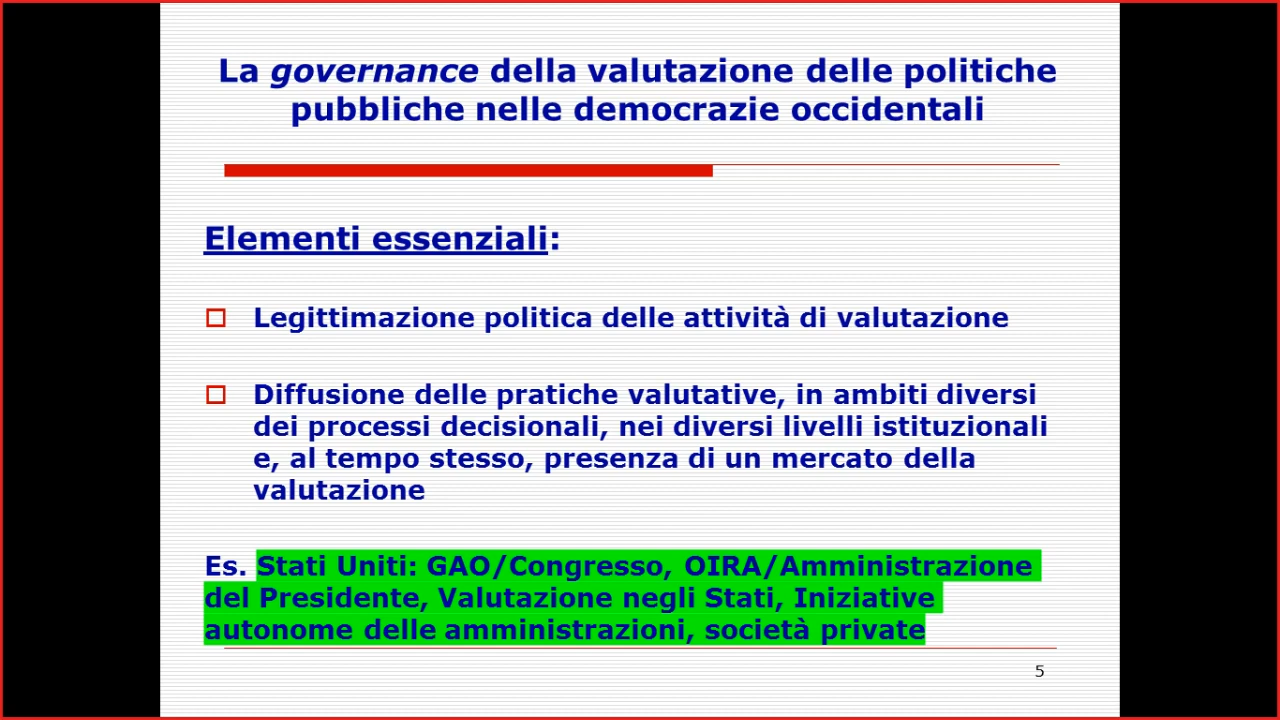 La governance della valutazione delle politiche
pubbliche nelle democrazie occidentali
Elementi essenziali:
Legittimazione politica delle attività di valutazione
Diffusione delle pratiche valutative, in ambiti diversi
dei processi decisionali, nei diversi livelli istituzionali
e, al tempo stesso, presenza di un mercato della
valutazione
Es. Stati Uniti: GAO/Congresso, OIRA/Amministrazione
del Presidente, Valutazione negli Stati, Iniziative
autonome delle amministrazioni, società private
5